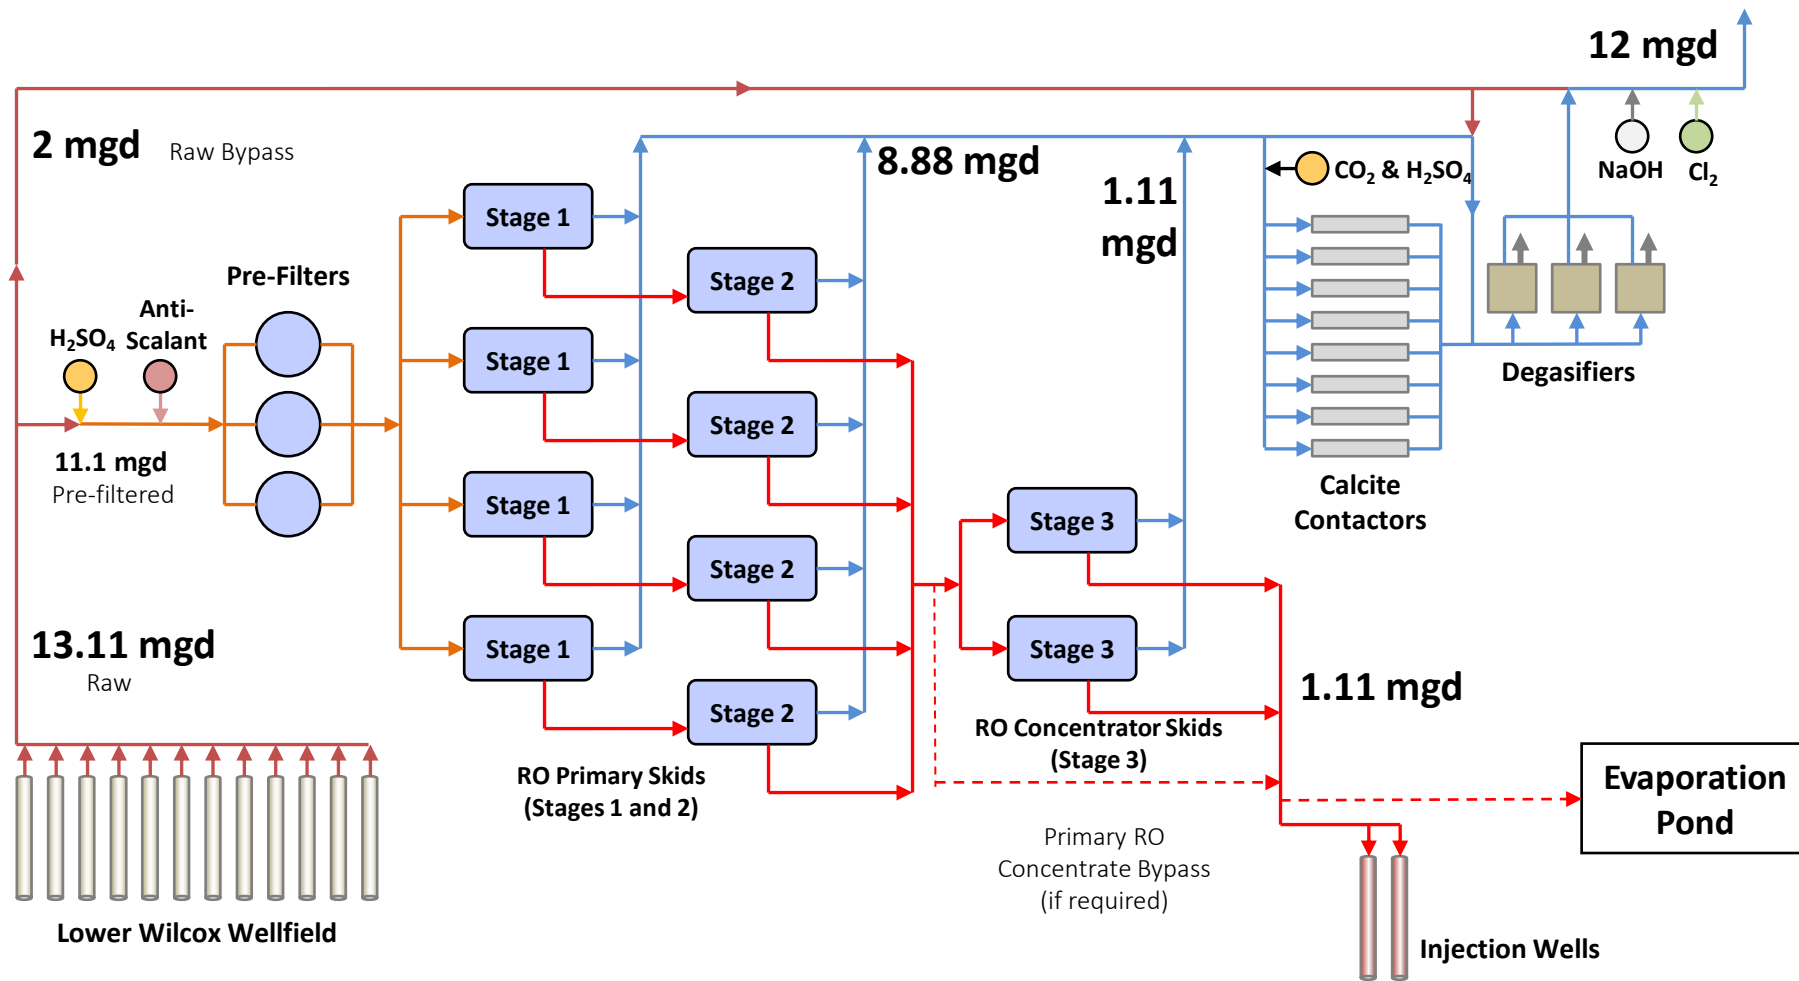 12 mgd
2 mgd Raw Bypass
8.88 mgd
CO₂ & H₂SO₄
NaOH
Cl₂
1.11
mgd
Stage 1
Stage 2
Pre-Filters
Anti-
Scalant
H₂SO₄
Stage 1
Degasifiers
Stage 2
11.1 mgd
Pre-filtered
Calcite
Contactors
Stage 1
Stage 3
Stage 2
13.11 mgd
Raw
Stage 1
Stage 3
1.11 mgd
Stage 2
RO Concentrator Skids
(Stage 3)
RO Primary Skids
(Stages 1 and 2)
Evaporation
Pond
Primary RO
Concentrate Bypass
(if required)
Lower Wilcox Wellfield
Injection Wells